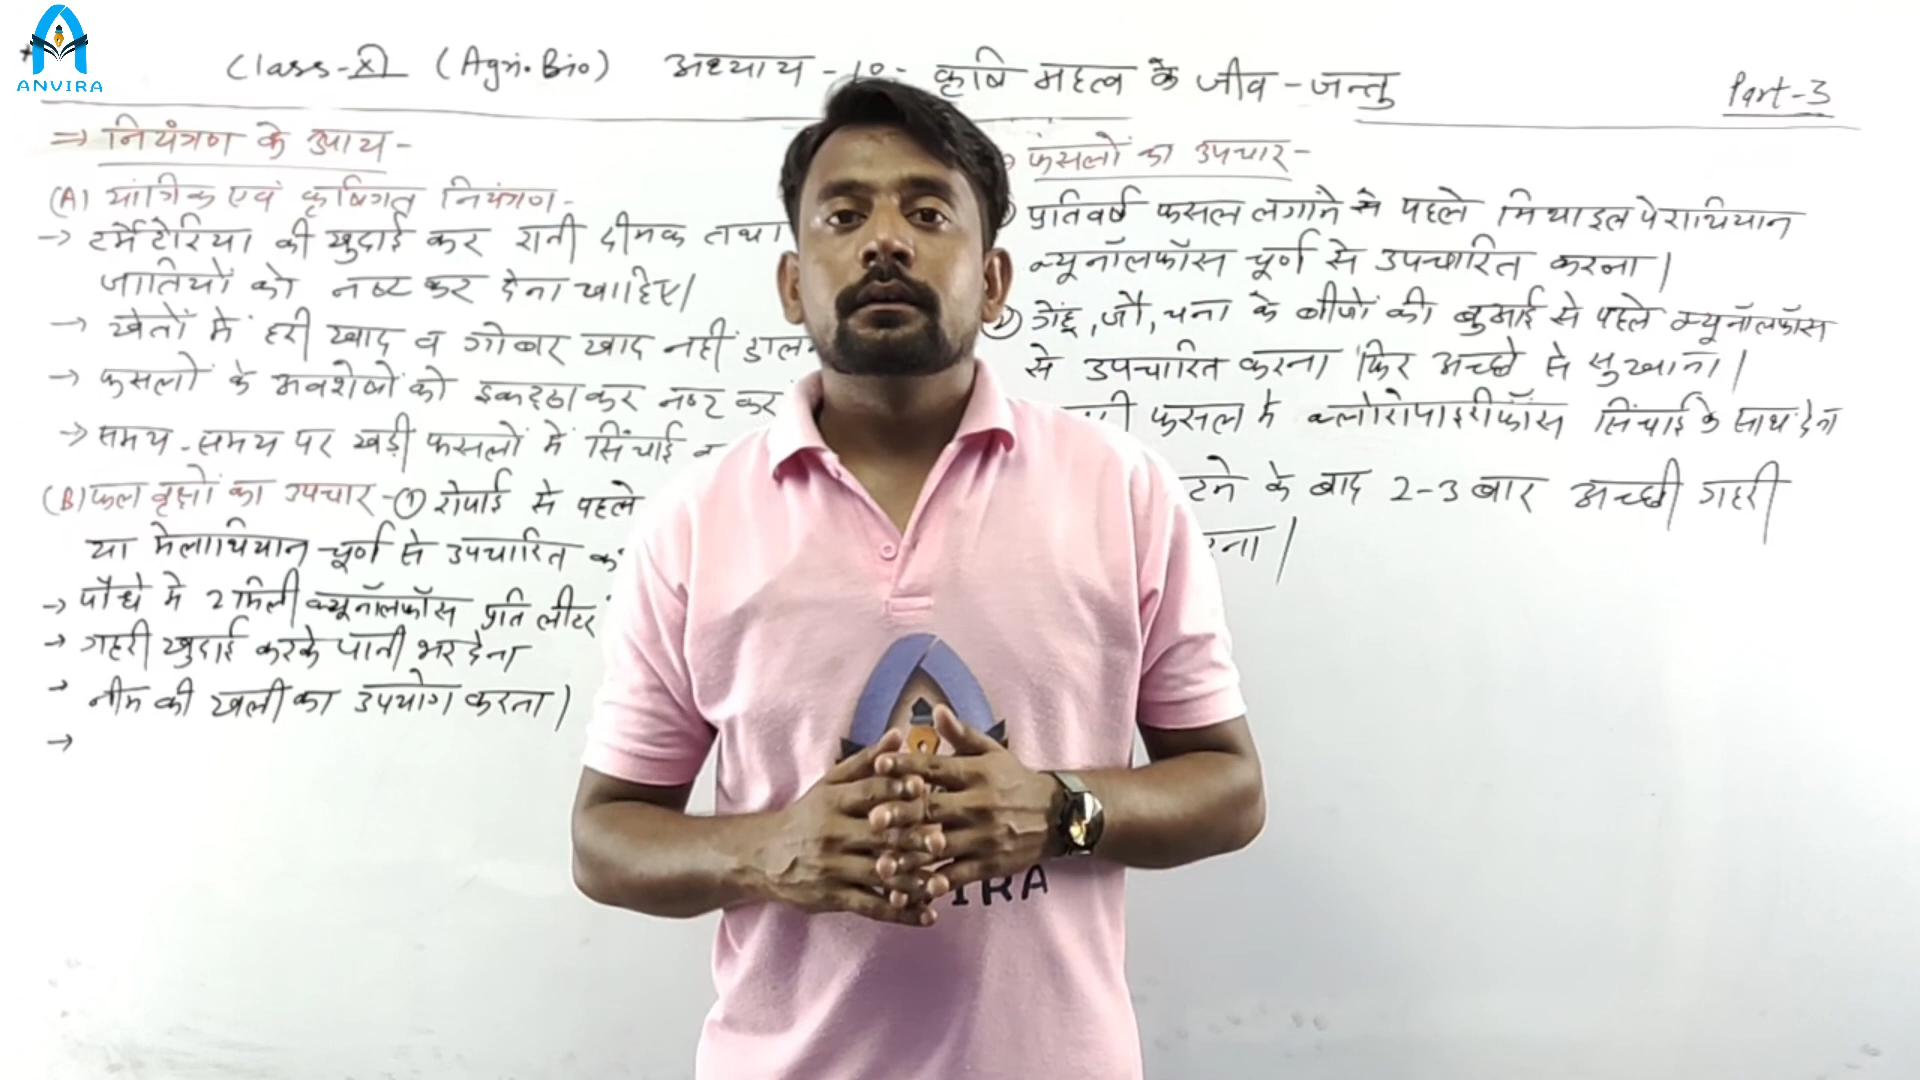 ANVIRA
Class-XI (Agri. Bio) अध्याय - 10 - कृषि महत्व के जीव - जन्तु
Part-3
⇒ नियंत्रण के उपाय -
(A) यांत्रिक एवं कृषिगत नियंत्रण -
→ टर्मेटेरिया की खुदाई कर रानी दीमक तथा
जातियों को नष्ट कर देना चाहिए।
→ खेतों में हरी खाद व गोबर खाद नहीं
→ फसलों के अवशेषों को इकट्ठा कर नष्ट कर
→ समय - समय पर खड़ी फसलों में सिंचाई
(B) फल वृक्षों का उपचार - ① रोपाई से पहले
या मेलाथियान चूर्ण से उपचारित
→ पौधे में 2 मिली क्यूनॉलफॉस प्रति लीटर
→ गहरी खुदाई करके पानी भर देना
→ नीम की खली का उपयोग करना।
→
फसलों का उपचार -
प्रतिवर्ष फसल लगाने से पहले मिथाइल पेराथियान
क्यूनॉलफॉस चूर्ण से उपचारित करना।
② गेंहू, जौ, चना के बीजों की बुआई से पहले क्यूनॉलफॉस
से उपचारित करना फिर अच्छे से सुखाना।
फसल में क्लोरोपाइरीफॉस सिंचाई के साथ देना
के बाद 2-3 बार अच्छी गहरी